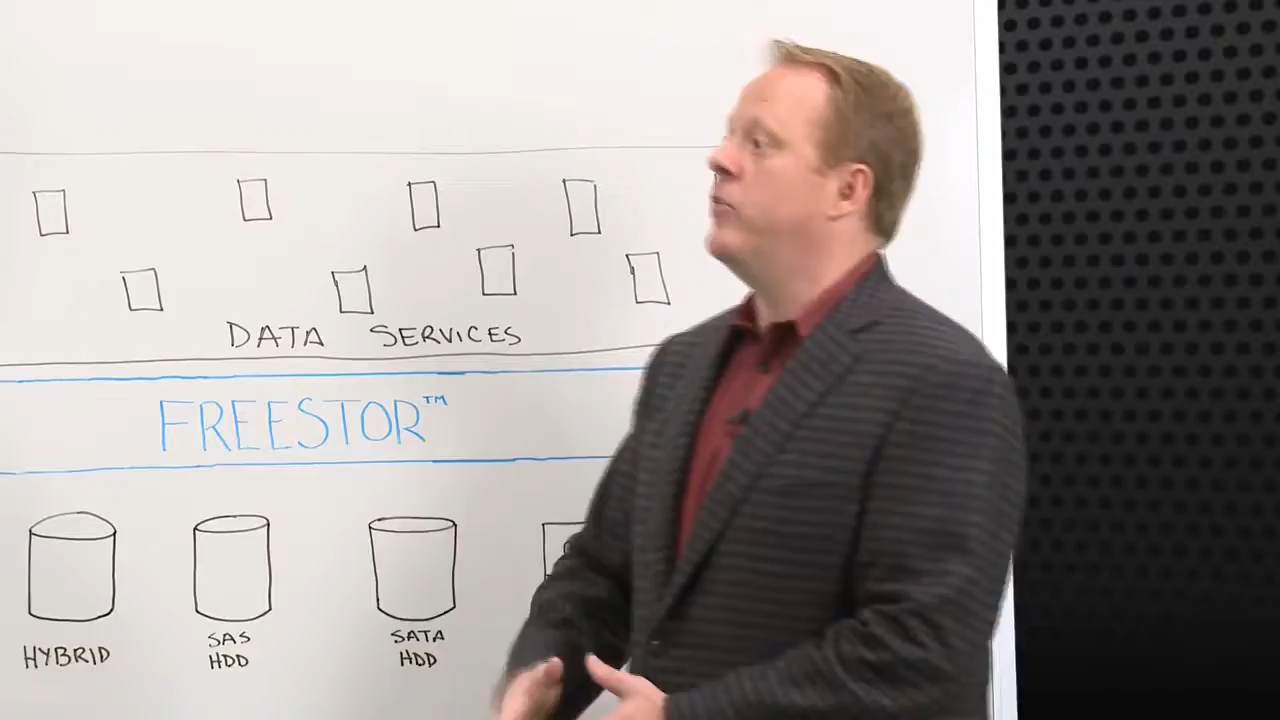 DATA SERVICES
FREESTOR™
HYBRID
SAS
HDD
SATA
HDD